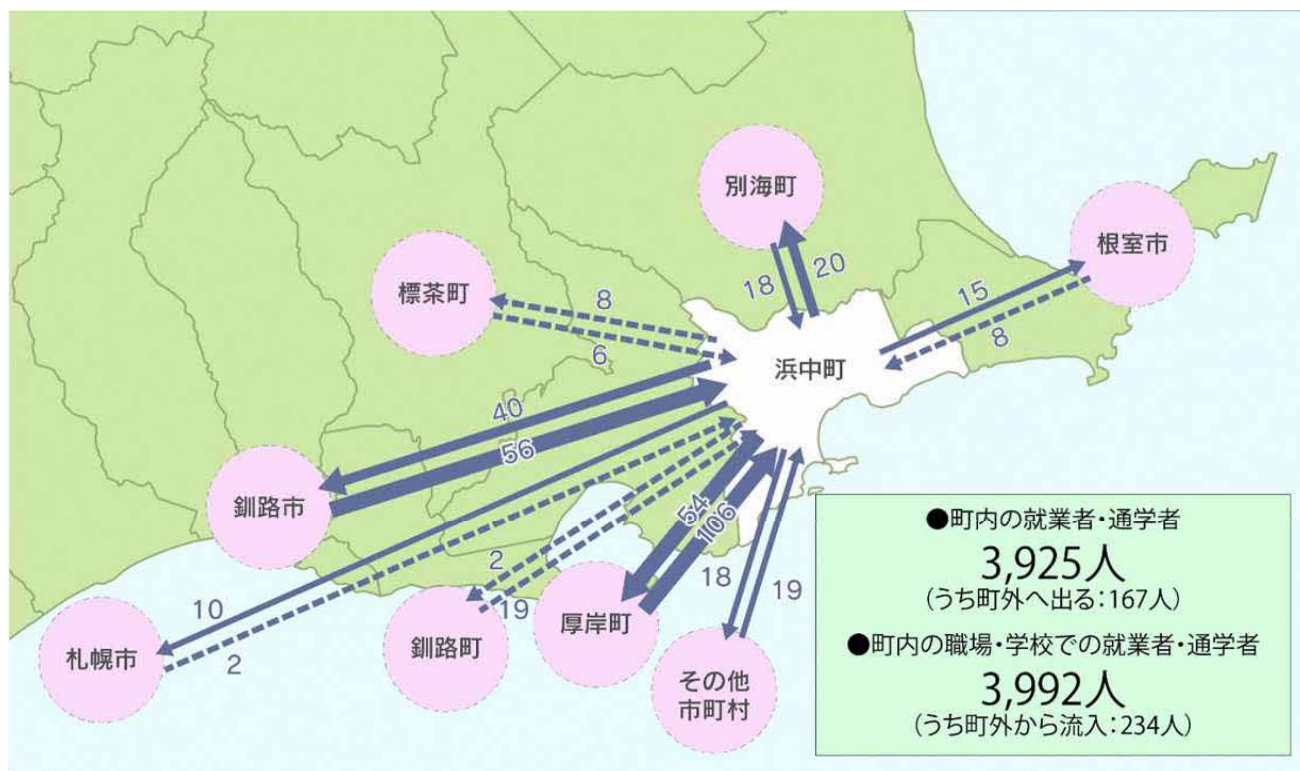 別海町
根室市
18
20
15
8
標茶町
8
6
浜中町
40
56
釧路市
54
106
2
19
18
19
10
2
札幌市
釧路町
厚岸町
その他
市町村
●町内の就業者・通学者
3,925人
(うち町外へ出る:167人)
●町内の職場・学校での就業者・通学者
3,992人
(うち町外から流入:234人)